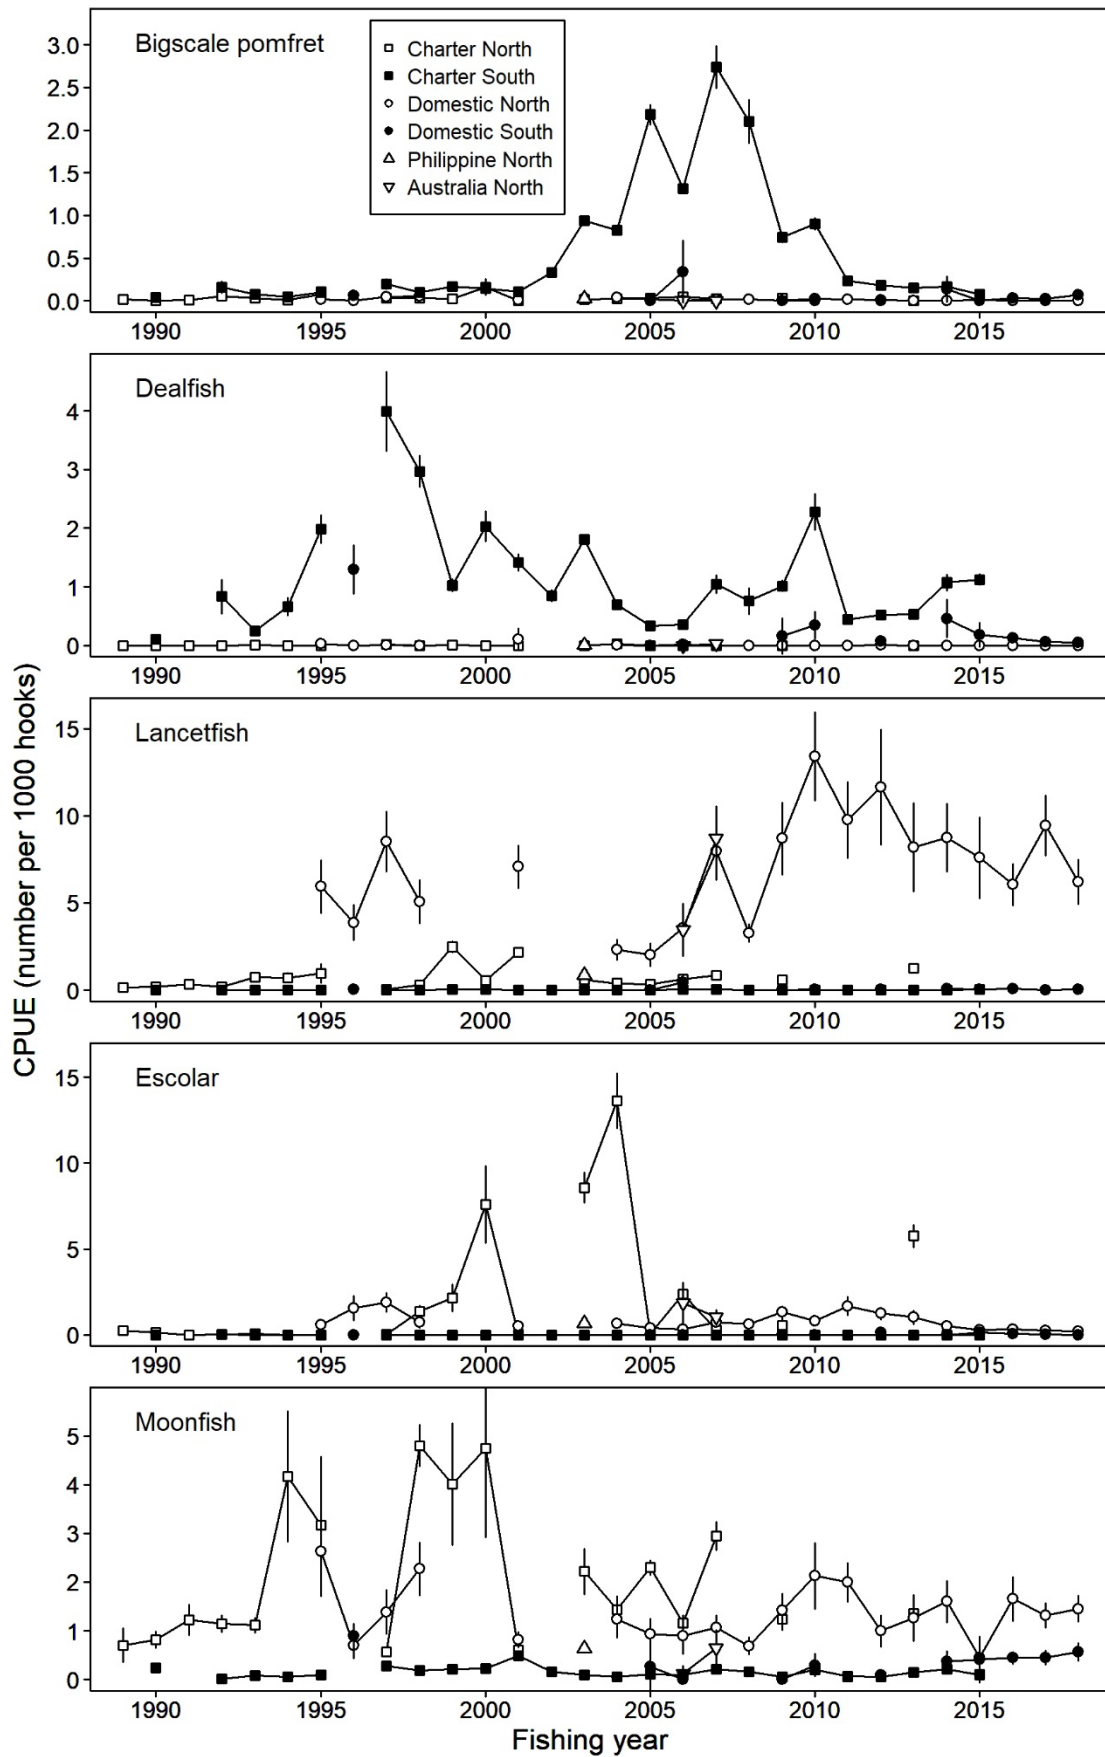 Bigscale pomfret
Charter North
Charter South
Domestic North
Domestic South
Philippine North
Australia North
3.0
2.5
2.0
1.5
1.0
0.5
0.0
1990 1995 2000 2005 2010 2015
Dealfish
4
3
2
1
0
1990 1995 2000 2005 2010 2015
CPUE (number per 1000 hooks)
Lancetfish
15
10
5
0
1990 1995 2000 2005 2010 2015
Escolar
15
10
5
0
1990 1995 2000 2005 2010 2015
Moonfish
5
4
3
2
1
0
1990 1995 2000 2005 2010 2015
Fishing year